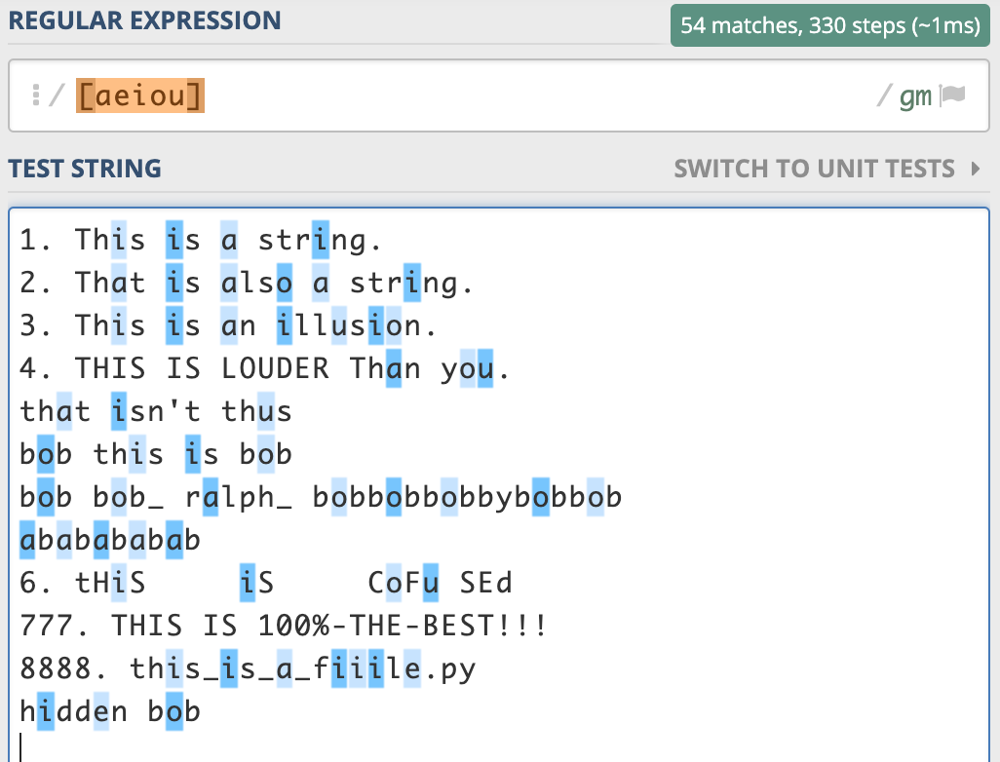 REGULAR EXPRESSION
54 matches, 330 steps (~1ms)
/ [aeiou] / gm
TEST STRING
SWITCH TO UNIT TESTS
1. This is a string.
2. That is also a string.
3. This is an illusion.
4. THIS IS LOUDER Than you.
that isn't thus
bob this is bob
bob bob_ ralph_ bobbobbobbybobbob
ababababab
6. tHiS     iS     CoFu SEd
777. THIS IS 100%-THE-BEST!!!
8888. this_is_a_fiiile.py
hidden bob